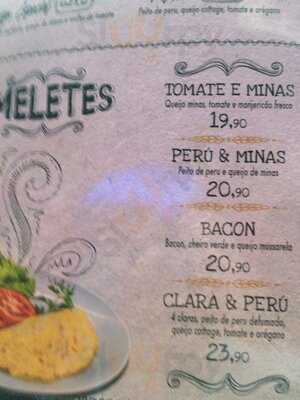 Peito de peru, queijo cottage, tomate e orégano
MELETES
TOMATE E MINAS
Queijo minas, tomate e manjericão fresco
19,90
PERÚ & MINAS
Peito de peru e queijo de minas
20,90
BACON
Bacon, cheiro verde e queijo mussarela
20,90
CLARA & PERÚ
4 claras, peito de peru defumado,
queijo cottage, tomate e orégano
23,90